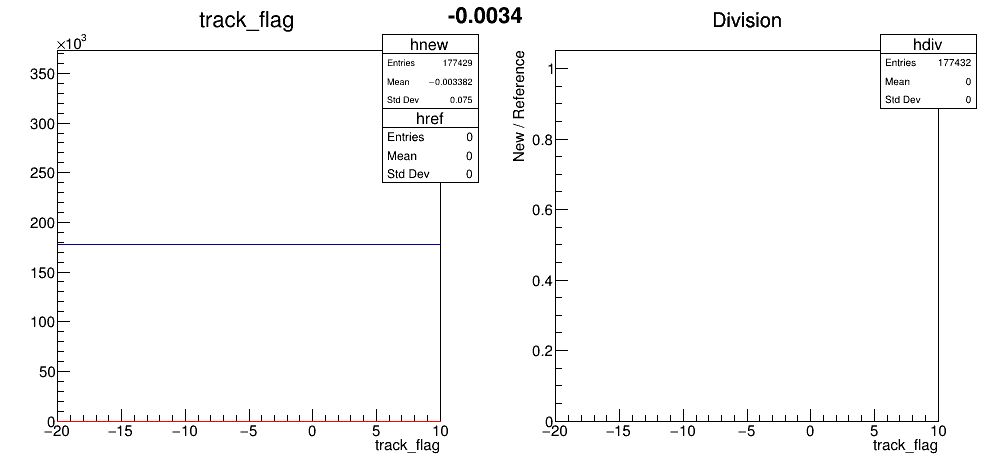 track_flag
-0.0034
Division
×10³
hnew
Entries 177429
Mean −0.003382
Std Dev 0.075
href
Entries 0
Mean 0
Std Dev 0
350
300
250
200
150
100
50
0
−20 −15 −10 −5 0 5 10
track_flag
hdiv
Entries 177432
Mean 0
Std Dev 0
New / Reference
1
0.8
0.6
0.4
0.2
0
−20 −15 −10 −5 0 5 10
track_flag